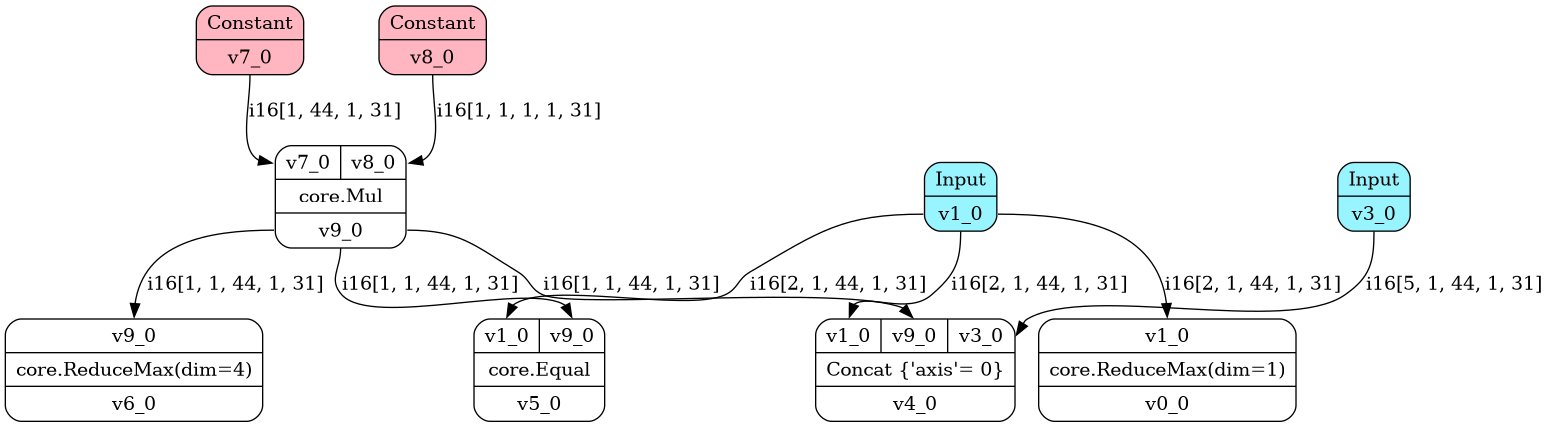 Constant
v7_0
Constant
v8_0
i16[1, 44, 1, 31]
i16[1, 1, 1, 1, 31]
v7_0
v8_0
core.Mul
v9_0
Input
v1_0
Input
v3_0
i16[1, 1, 44, 1, 31]
i16[1, 1, 44, 1, 31]
i16[1, 1, 44, 1, 31]
i16[2, 1, 44, 1, 31]
i16[2, 1, 44, 1, 31]
i16[2, 1, 44, 1, 31]
i16[5, 1, 44, 1, 31]
v9_0
core.ReduceMax(dim=4)
v6_0
v1_0
v9_0
core.Equal
v5_0
v1_0
v9_0
v3_0
Concat {'axis'= 0}
v4_0
v1_0
core.ReduceMax(dim=1)
v0_0